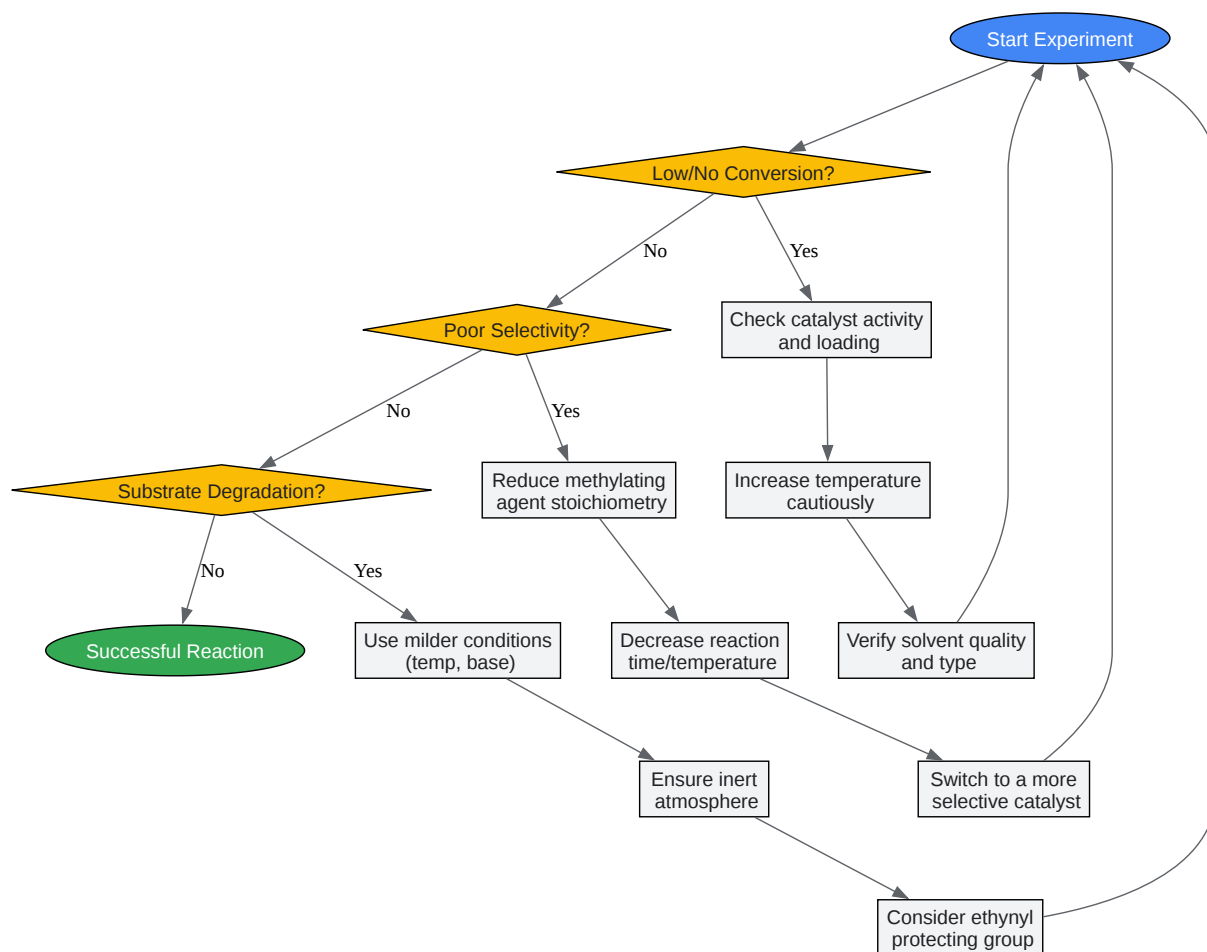 Start Experiment
Low/No Conversion?
No
Yes
Poor Selectivity?
Check catalyst activity
and loading
No
Yes
Substrate Degradation?
Reduce methylating
agent stoichiometry
Increase temperature
cautiously
No
Yes
Successful Reaction
Use milder conditions
(temp, base)
Decrease reaction
time/temperature
Verify solvent quality
and type
Ensure inert
atmosphere
Switch to a more
selective catalyst
Consider ethynyl
protecting group